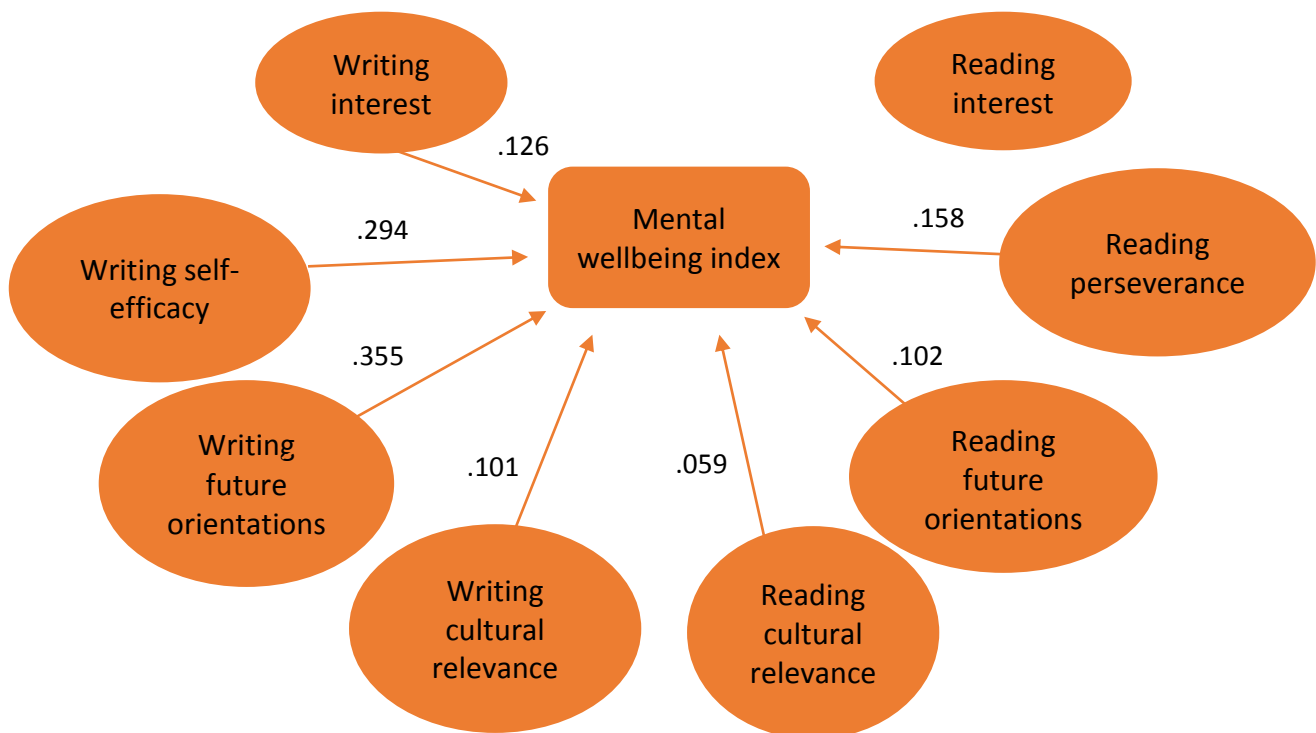 Writing
interest
Reading
interest
.126
Mental
wellbeing index
.294
.158
Writing self-
efficacy
Reading
perseverance
.355
.102
Writing
future
orientations
Reading
future
orientations
.101
.059
Writing
cultural
relevance
Reading
cultural
relevance